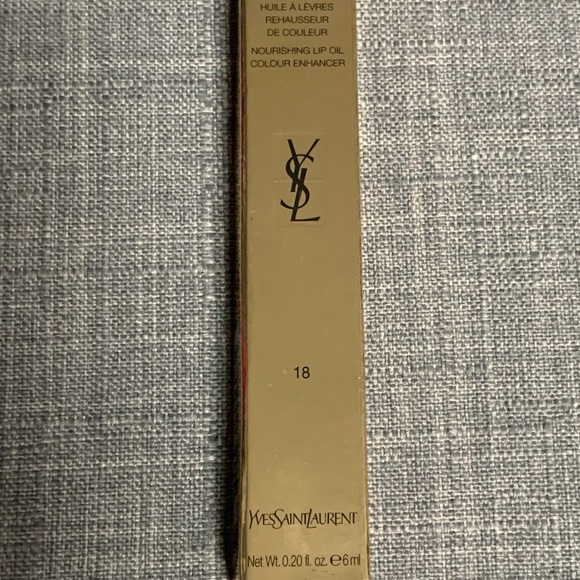 HUILE À LÈVRES
REHAUSSEUR
DE COULEUR
NOURISHING LIP OIL
COLOUR ENHANCER
YSL
18
YVESSAINTLAURENT
Net Wt. 0.20 fl. oz. ℮6ml